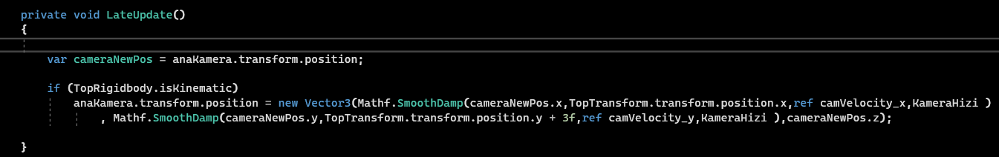 private void LateUpdate()
{
var cameraNewPos = anaKamera.transform.position;
if (TopRigidbody.isKinematic)
anaKamera.transform.position = new Vector3(Mathf.SmoothDamp(cameraNewPos.x,TopTransform.transform.position.x,ref camVelocity_x,KameraHizi )
, Mathf.SmoothDamp(cameraNewPos.y,TopTransform.transform.position.y + 3f,ref camVelocity_y,KameraHizi ),cameraNewPos.z);
}